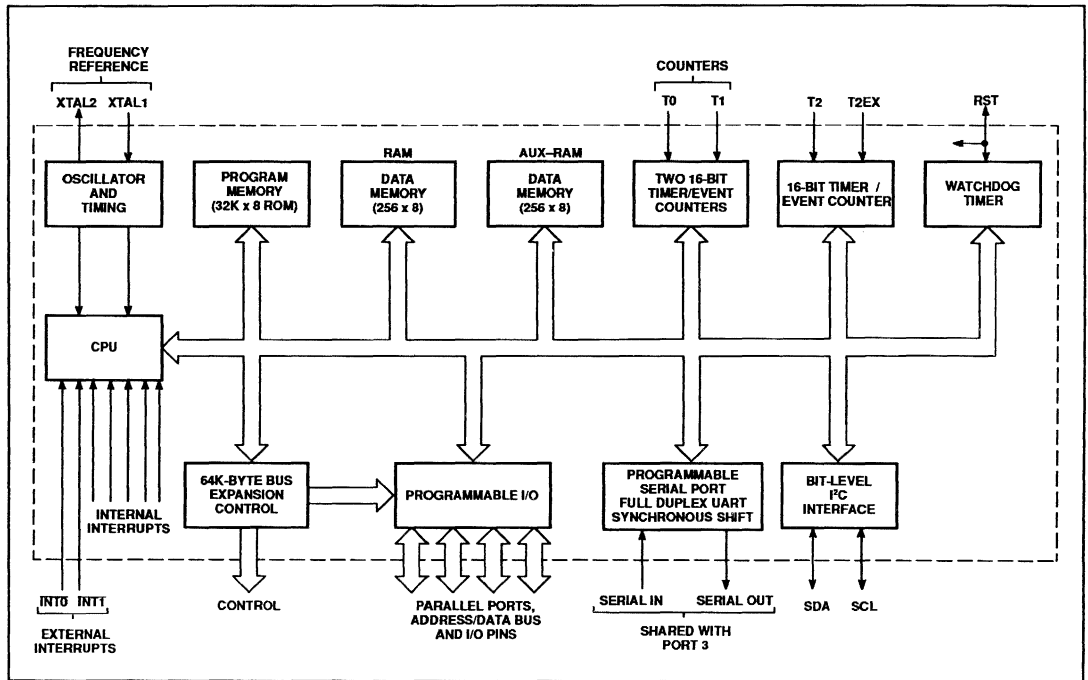 FREQUENCY
REFERENCE
XTAL2 XTAL1
COUNTERS
T0 T1
T2 T2EX
RST
OSCILLATOR
AND
TIMING
PROGRAM
MEMORY
(32K x 8 ROM)
RAM
DATA
MEMORY
(256 x 8)
AUX–RAM
DATA
MEMORY
(256 x 8)
TWO 16-BIT
TIMER/EVENT
COUNTERS
16-BIT TIMER /
EVENT COUNTER
WATCHDOG
TIMER
CPU
INTERNAL
INTERRUPTS
64K-BYTE BUS
EXPANSION
CONTROL
PROGRAMMABLE I/O
PROGRAMMABLE
SERIAL PORT
FULL DUPLEX UART
SYNCHRONOUS SHIFT
BIT-LEVEL
I²C
INTERFACE
INT0 INT1
EXTERNAL
INTERRUPTS
CONTROL
PARALLEL PORTS,
ADDRESS/DATA BUS
AND I/O PINS
SERIAL IN SERIAL OUT
SHARED WITH
PORT 3
SDA SCL